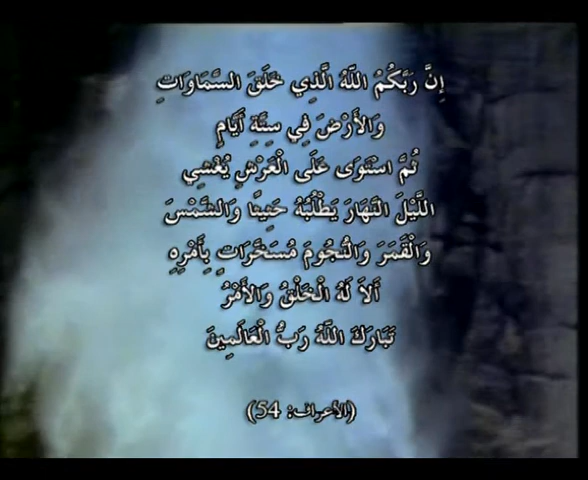 إِنَّ رَبَّكُمُ اللَّهُ الَّذِي خَلَقَ السَّمَاوَاتِ
وَالأَرْضَ فِي سِتَّةِ أَيَّامٍ
ثُمَّ اسْتَوَى عَلَى الْعَرْشِ يُغْشِي
اللَّيْلَ النَّهَارَ يَطْلُبُهُ حَثِيثًا وَالشَّمْسَ
وَالْقَمَرَ وَالنُّجُومَ مُسَخَّرَاتٍ بِأَمْرِهِ
أَلاَ لَهُ الْخَلْقُ وَالأَمْرُ
تَبَارَكَ اللَّهُ رَبُّ الْعَالَمِينَ
(الأعراف: 54)